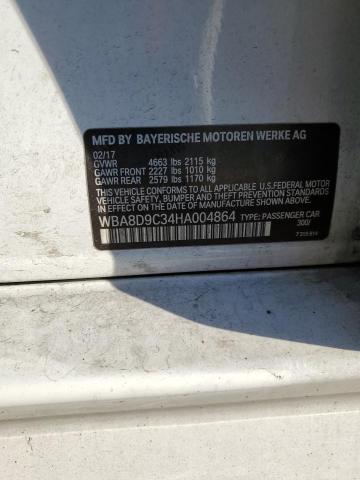 MFD BY BAYERISCHE MOTOREN WERKE AG
02/17
GVWR 4663 lbs 2115 kg
GAWR FRONT 2227 lbs 1010 kg
GAWR REAR 2579 lbs 1170 kg
THIS VEHICLE CONFORMS TO ALL APPLICABLE U.S. FEDERAL MOTOR
VEHICLE SAFETY, BUMPER, AND THEFT PREVENTION STANDARDS
IN EFFECT ON THE DATE OF MANUFACTURE SHOWN ABOVE.
WBA8D9C34HA004864 TYPE: PASSENGER CAR
300/